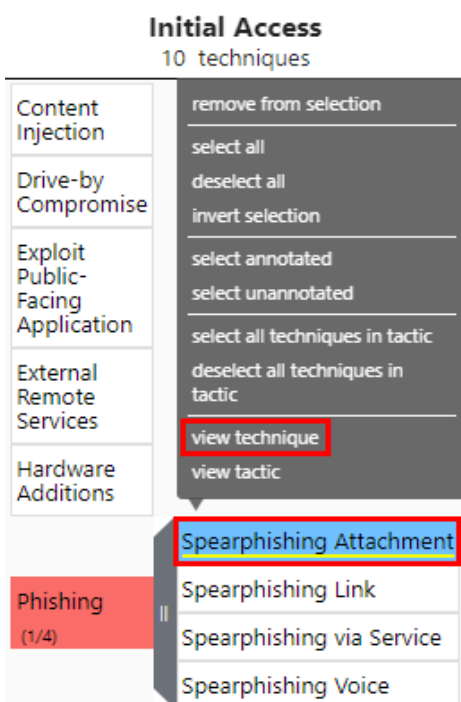 Initial Access
10 techniques
Content
Injection
Drive-by
Compromise
Exploit
Public-
Facing
Application
External
Remote
Services
Hardware
Additions
Phishing
(1/4)
remove from selection
select all
deselect all
invert selection
select annotated
select unannotated
select all techniques in tactic
deselect all techniques in
tactic
view technique
view tactic
Spearphishing Attachment
Spearphishing Link
Spearphishing via Service
Spearphishing Voice